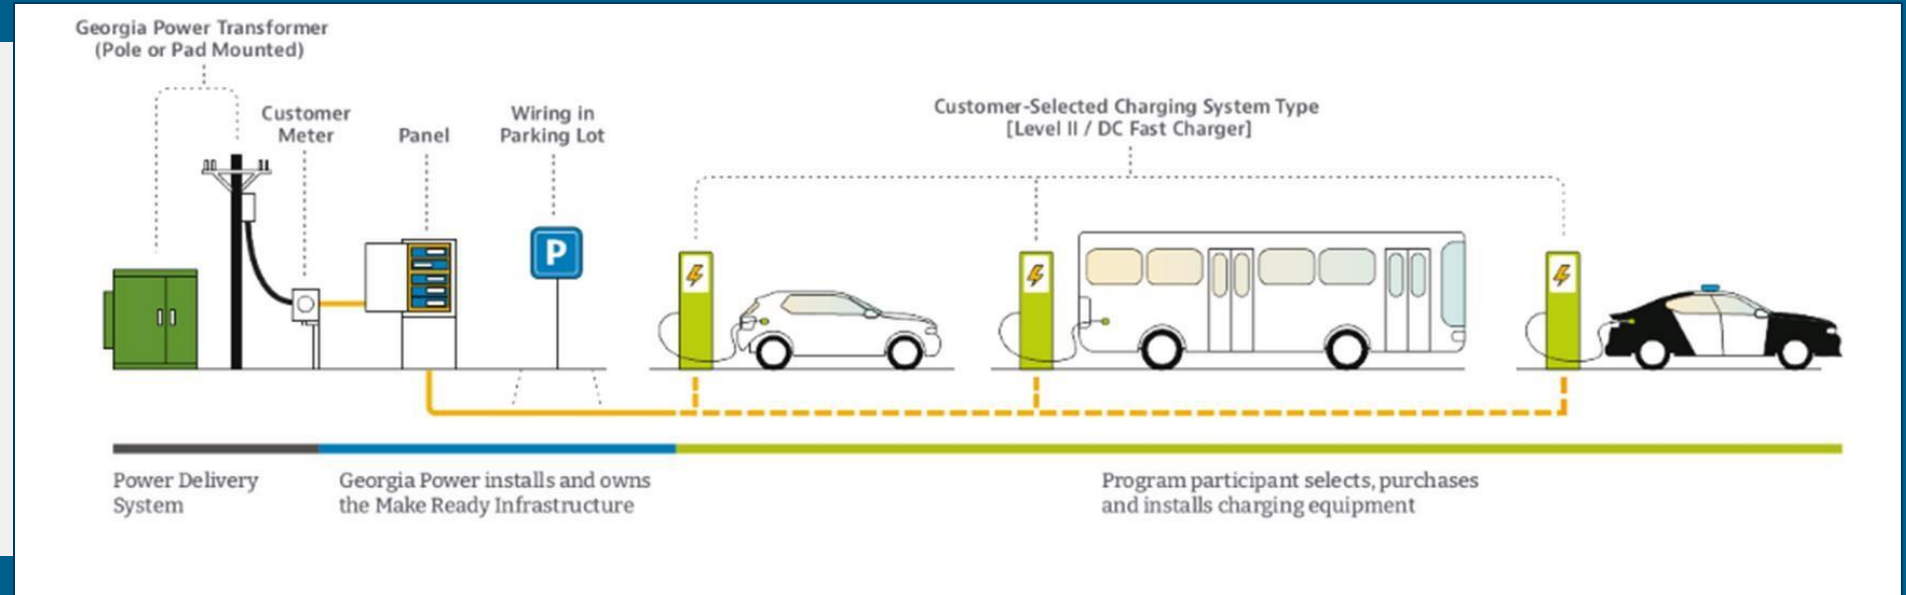 Georgia Power Transformer
(Pole or Pad Mounted)
Customer
Meter
Panel
Wiring in
Parking Lot
Customer-Selected Charging System Type
[Level II / DC Fast Charger]
P
Power Delivery
System
Georgia Power installs and owns
the Make Ready Infrastructure
Program participant selects, purchases
and installs charging equipment